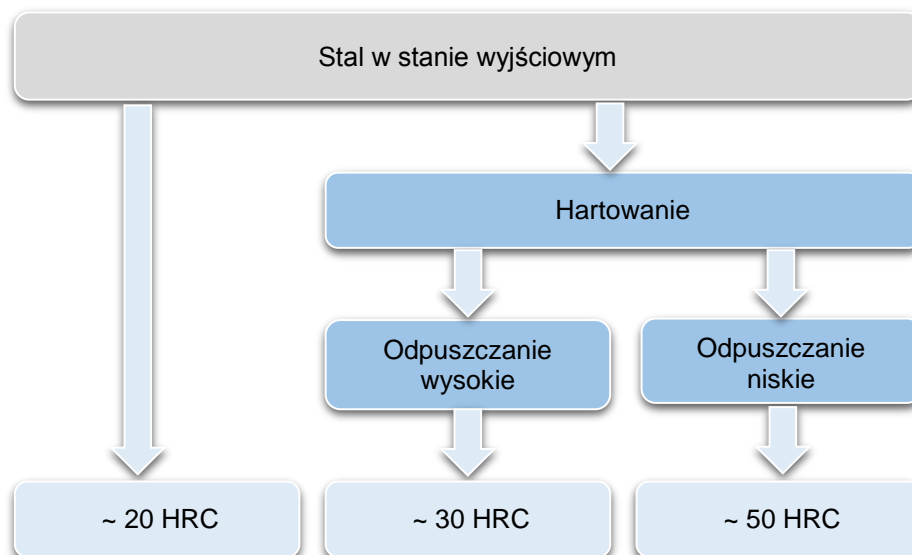 Stal w stanie wyjściowym
Hartowanie
Odpuszczanie
wysokie
Odpuszczanie
niskie
~ 20 HRC
~ 30 HRC
~ 50 HRC